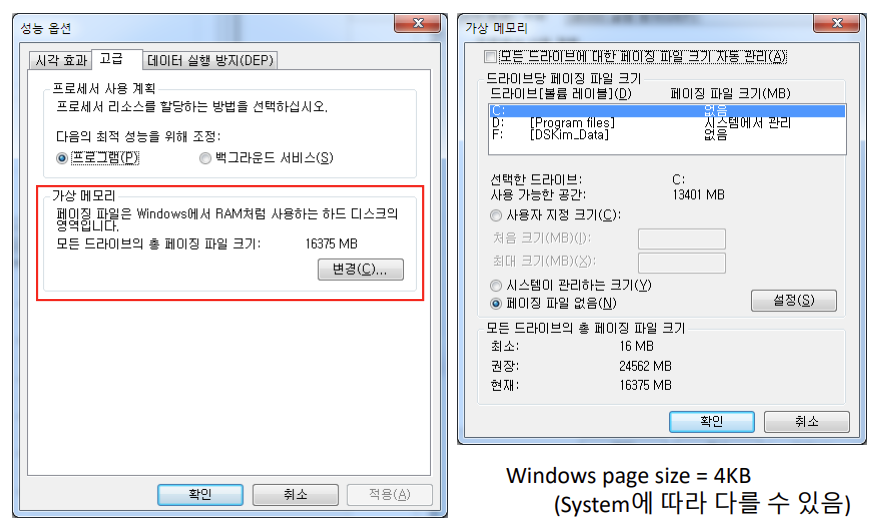 성능 옵션
시각 효과
고급
데이터 실행 방지(DEP)
프로세서 사용 계획
프로세서 리소스를 할당하는 방법을 선택하십시오.
다음의 최적 성능을 위해 조정:
프로그램(P)
백그라운드 서비스(S)
가상 메모리
페이징 파일은 Windows에서 RAM처럼 사용하는 하드 디스크의
영역입니다.
모든 드라이브의 총 페이징 파일 크기: 16375 MB
변경(C)...
확인
취소
적용(A)
가상 메모리
모든 드라이브에 대한 페이징 파일 크기 자동 관리(A)
드라이브당 페이징 파일 크기
드라이브[볼륨 레이블](D) 페이징 파일 크기(MB)
C: 없음
D: [Program files] 시스템에서 관리
F: [DSKim_Data] 없음
선택한 드라이브: C:
사용 가능한 공간: 13401 MB
사용자 지정 크기(C):
처음 크기(MB)(I):
최대 크기(MB)(X):
시스템이 관리하는 크기(Y)
페이징 파일 없음(N)
설정(S)
모든 드라이브의 총 페이징 파일 크기
최소: 16 MB
권장: 24562 MB
현재: 16375 MB
확인
취소
Windows page size = 4KB
(System에 따라 다를 수 있음)